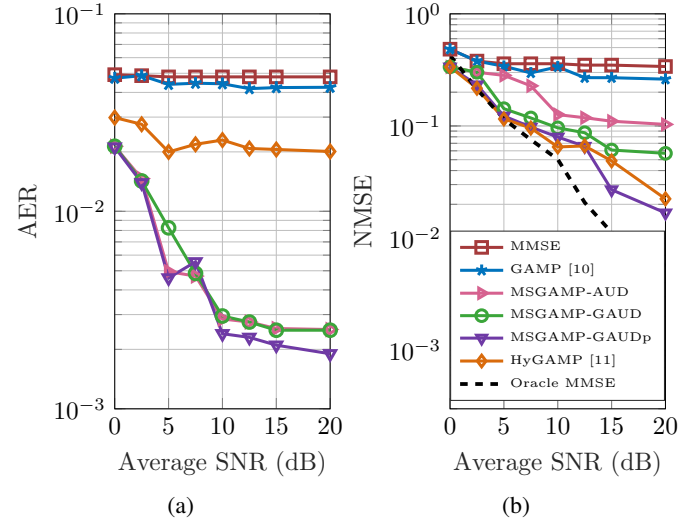 10⁻¹
10⁻²
10⁻³
AER
0 5 10 15 20
Average SNR (dB)
(a)
10⁰
10⁻¹
10⁻²
10⁻³
NMSE
MMSE
GAMP [10]
MSGAMP-AUD
MSGAMP-GAUD
MSGAMP-GAUDp
HyGAMP [11]
Oracle MMSE
0 5 10 15 20
Average SNR (dB)
(b)